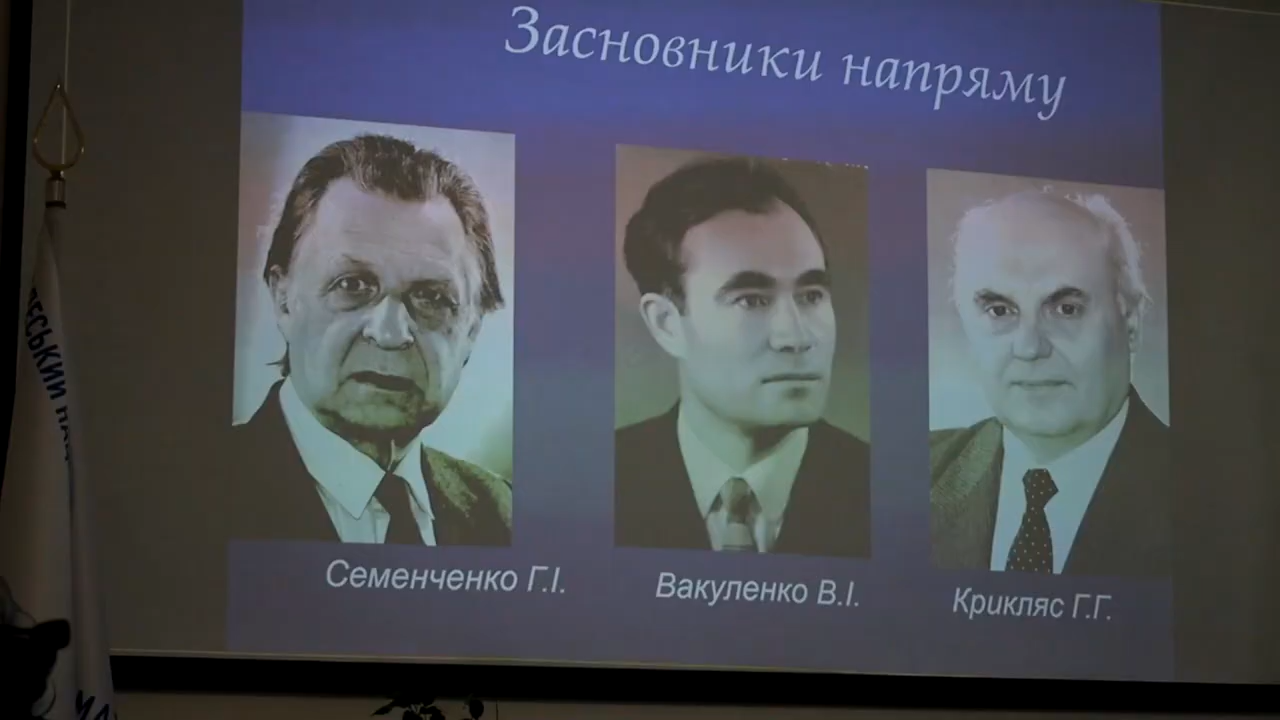 Засновники напряму
Семенченко Г.І.
Вакуленко В.І.
Крикляс Г.Г.